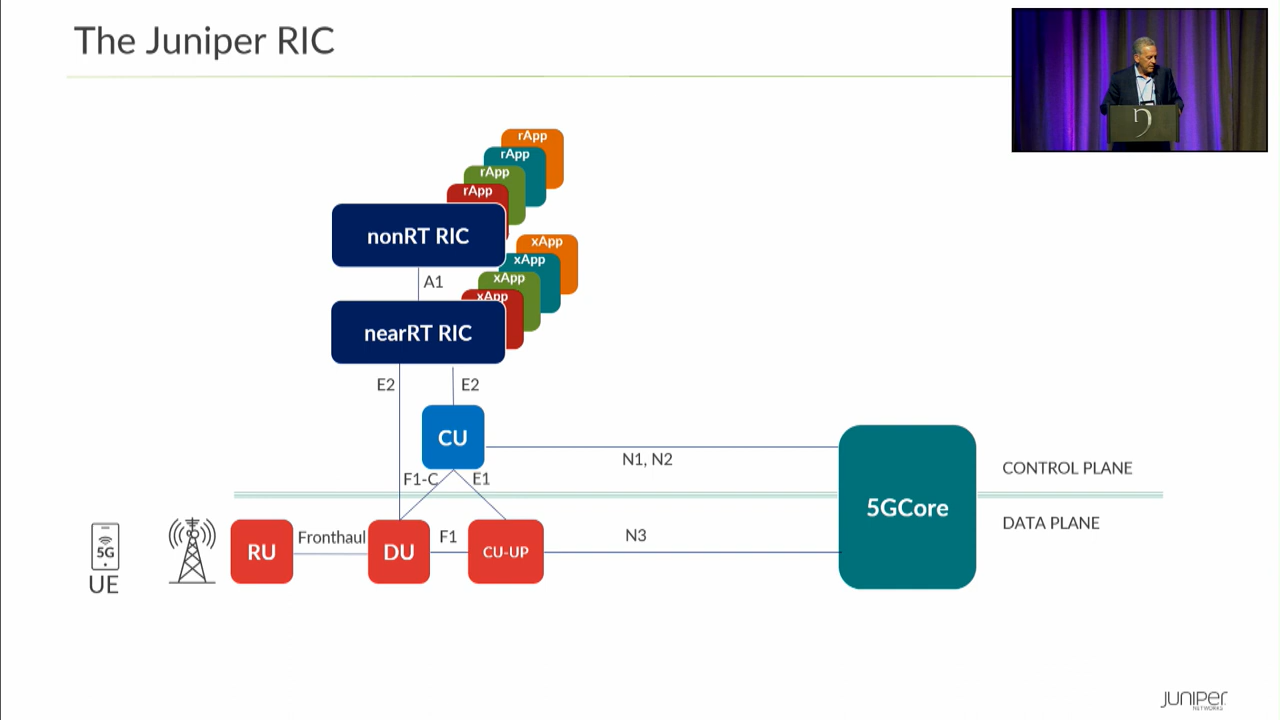 The Juniper RIC
rApp
rApp
rApp
rApp
nonRT RIC
xApp
xApp
xApp
xApp
A1
nearRT RIC
E2
E2
CU
N1, N2
F1-C
E1
CONTROL PLANE
5GCore
DATA PLANE
5G
UE
RU
Fronthaul
DU
F1
CU-UP
N3
JUNIPER
NETWORKS